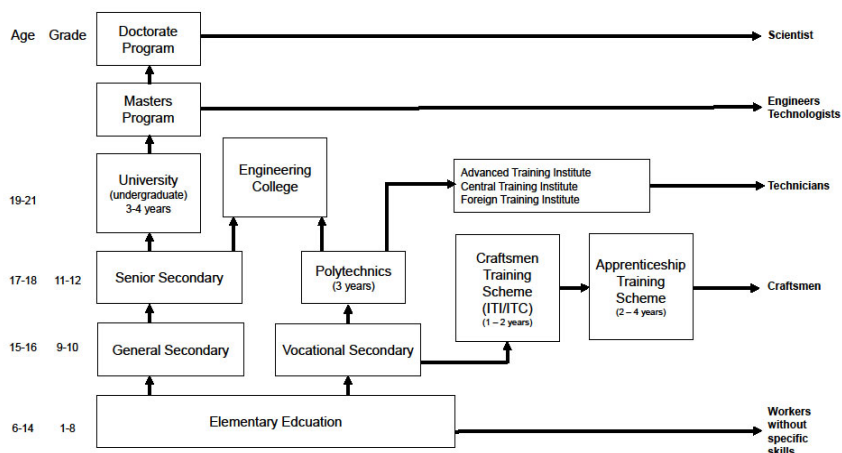 Age Grade
Doctorate
Program
Scientist
Masters
Program
Engineers
Technologists
19-21
University
(undergraduate)
3-4 years
Engineering
College
Advanced Training Institute
Central Training Institute
Foreign Training Institute
Technicians
17-18 11-12
Senior Secondary
Polytechnics
(3 years)
Craftsmen
Training
Scheme
(ITI/ITC)
(1 – 2 years)
Apprenticeship
Training
Scheme
(2 – 4 years)
Craftsmen
15-16 9-10
General Secondary
Vocational Secondary
6-14 1-8
Elementary Edcuation
Workers
without
specific
skills